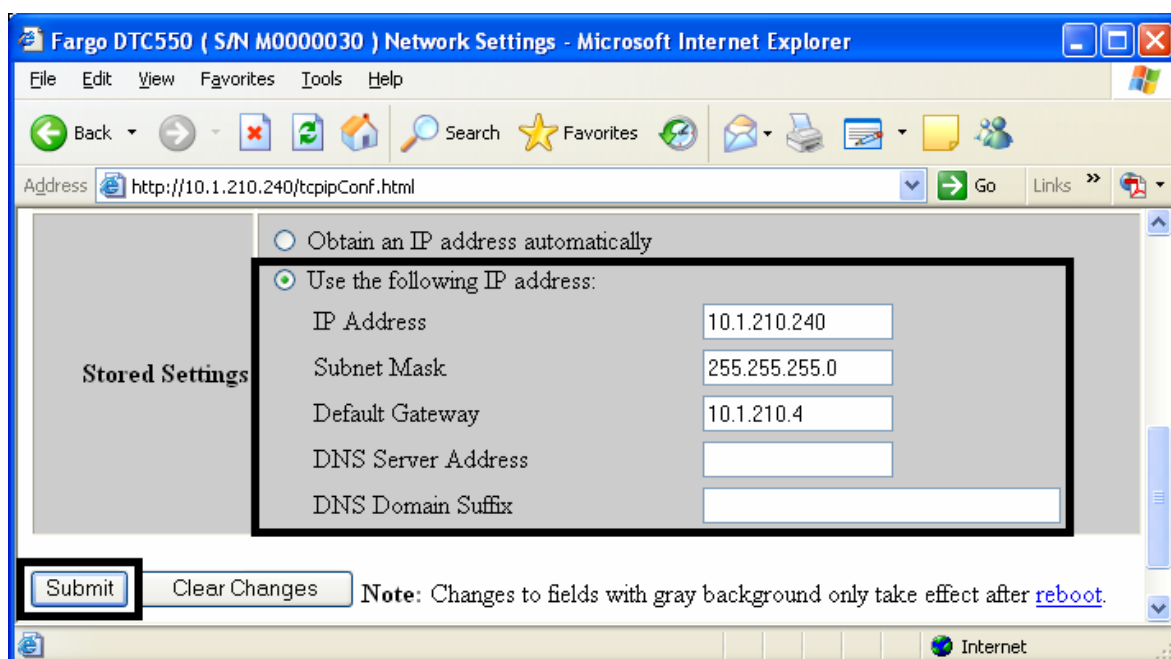 Fargo DTC550 ( S/N M0000030 ) Network Settings - Microsoft Internet Explorer
File Edit View Favorites Tools Help
Back Search Favorites
Address http://10.1.210.240/tcpipConf.html Go Links »
Obtain an IP address automatically
Use the following IP address:
IP Address 10.1.210.240
Stored Settings Subnet Mask 255.255.255.0
Default Gateway 10.1.210.4
DNS Server Address
DNS Domain Suffix
Submit Clear Changes Note: Changes to fields with gray background only take effect after reboot.
Internet